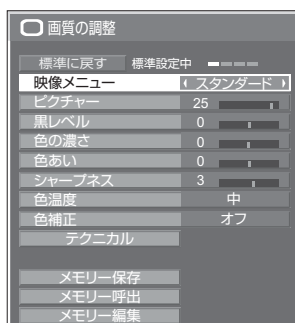 画質の調整
標準に戻す 標準設定中
映像メニュー スタンダード
ピクチャー 25
黒レベル 0
色の濃さ 0
色あい 0
シャープネス 3
色温度 中
色補正 オフ
テクニカル
メモリー保存
メモリー呼出
メモリー編集